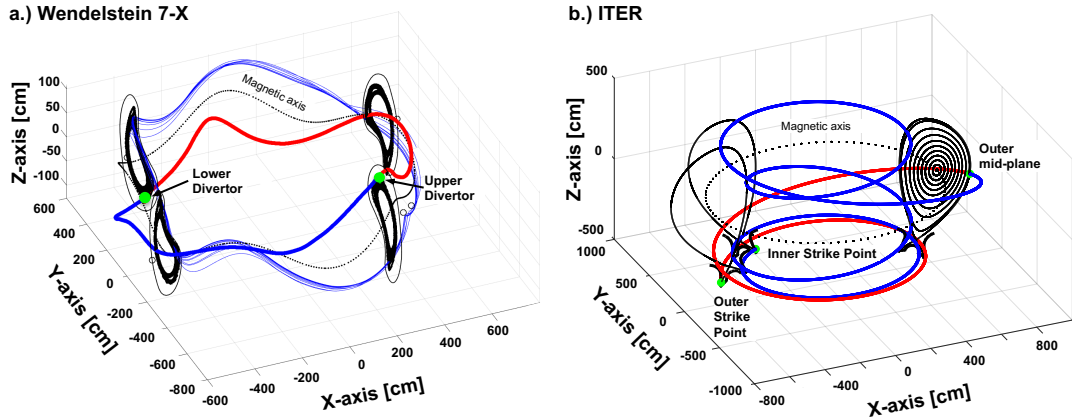 a.) Wendelstein 7-X
b.) ITER
100
50
0
-50
-100
Z-axis [cm]
Magnetic axis
Lower
Divertor
Upper
Divertor
600
400
200
0
-200
-400
-600
-800
Y-axis [cm]
-600
-400
-200
0
200
400
600
X-axis [cm]
500
0
-500
Z-axis [cm]
Magnetic axis
Outer
mid-plane
Inner Strike Point
Outer
Strike
Point
1000
500
0
-500
-1000
Y-axis [cm]
-800
-400
0
400
800
X-axis [cm]